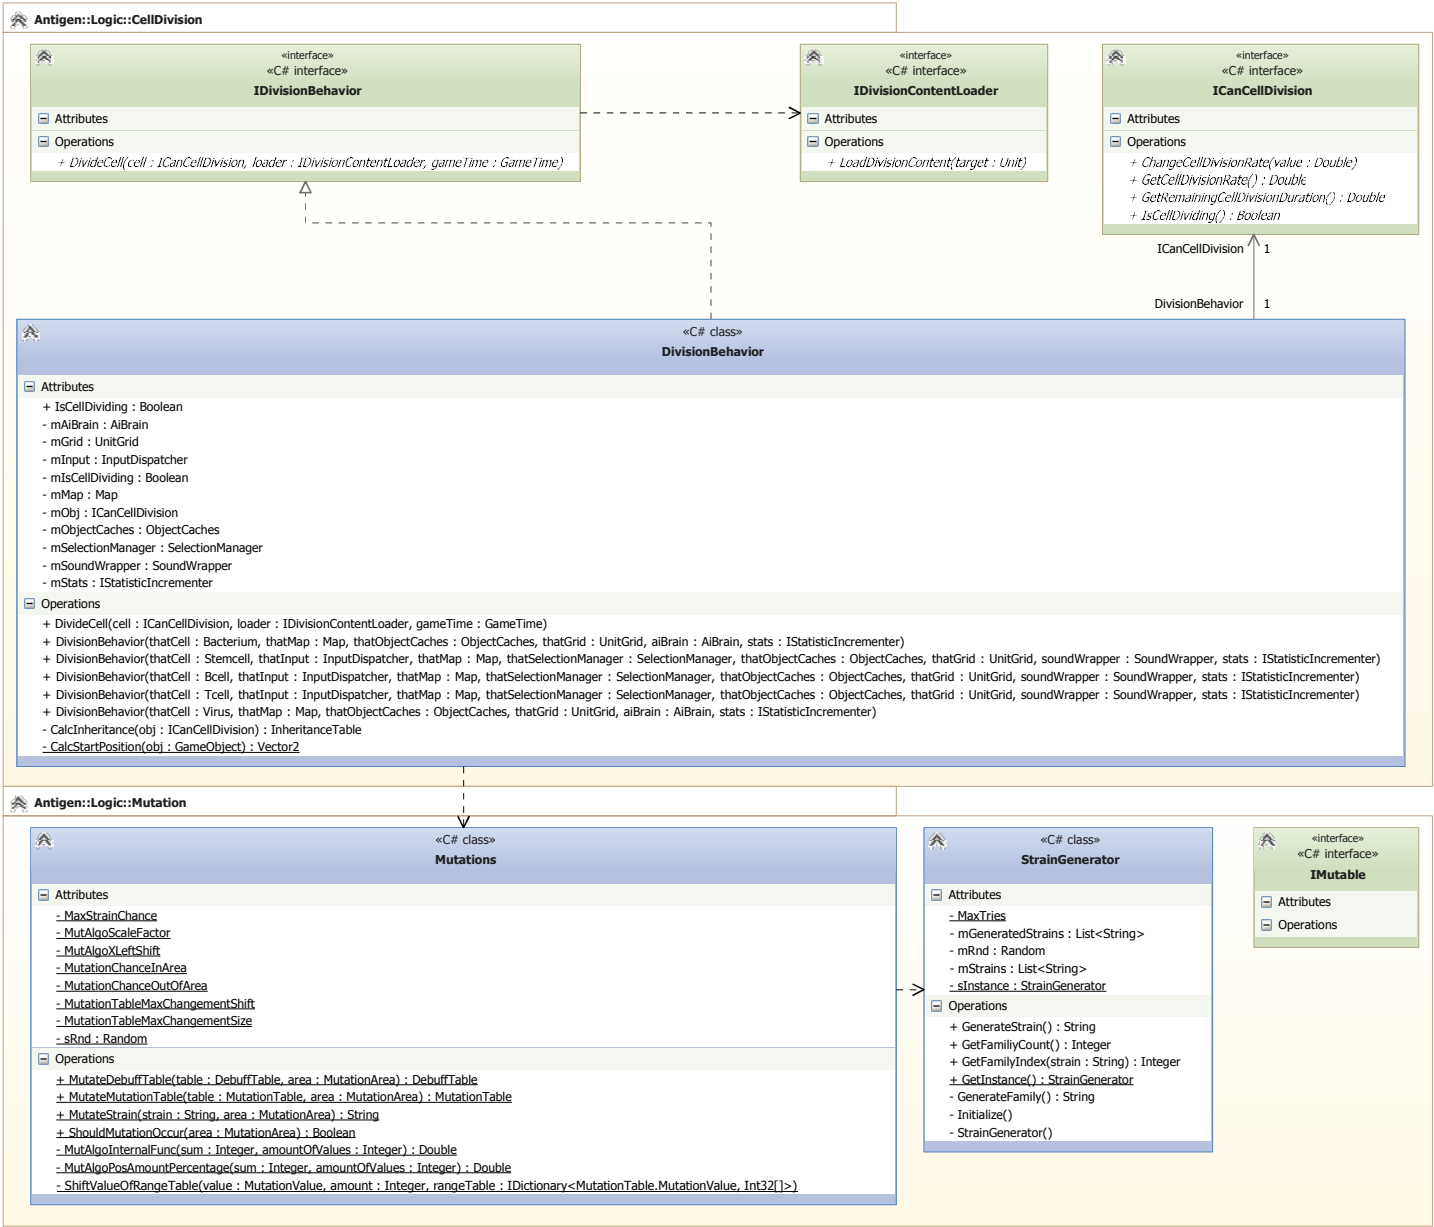 Antigen::Logic::CellDivision
«interface»
«C# interface»
IDivisionBehavior
Attributes
Operations
+ DivideCell(cell : ICanCellDivision, loader : IDivisionContentLoader, gameTime : GameTime)
«interface»
«C# interface»
IDivisionContentLoader
Attributes
Operations
+ LoadDivisionContent(target : Unit)
«interface»
«C# interface»
ICanCellDivision
Attributes
Operations
+ ChangeCellDivisionRate(value : Double)
+ GetCellDivisionRate() : Double
+ GetRemainingCellDivisionDuration() : Double
+ IsCellDividing() : Boolean
ICanCellDivision 1
DivisionBehavior 1
«C# class»
DivisionBehavior
Attributes
+ IsCellDividing : Boolean
- mAiBrain : AiBrain
- mGrid : UnitGrid
- mInput : InputDispatcher
- mIsCellDividing : Boolean
- mMap : Map
- mObj : ICanCellDivision
- mObjectCaches : ObjectCaches
- mSelectionManager : SelectionManager
- mSoundWrapper : SoundWrapper
- mStats : IStatisticIncrementer
Operations
+ DivideCell(cell : ICanCellDivision, loader : IDivisionContentLoader, gameTime : GameTime)
+ DivisionBehavior(thatCell : Bacterium, thatMap : Map, thatObjectCaches : ObjectCaches, thatGrid : UnitGrid, aiBrain : AiBrain, stats : IStatisticIncrementer)
+ DivisionBehavior(thatCell : Stemcell, thatInput : InputDispatcher, thatMap : Map, thatSelectionManager : SelectionManager, thatObjectCaches : ObjectCaches, thatGrid : UnitGrid, soundWrapper : SoundWrapper, stats : IStatisticIncrementer)
+ DivisionBehavior(thatCell : Bcell, thatInput : InputDispatcher, thatMap : Map, thatSelectionManager : SelectionManager, thatObjectCaches : ObjectCaches, thatGrid : UnitGrid, soundWrapper : SoundWrapper, stats : IStatisticIncrementer)
+ DivisionBehavior(thatCell : Tcell, thatInput : InputDispatcher, thatMap : Map, thatSelectionManager : SelectionManager, thatObjectCaches : ObjectCaches, thatGrid : UnitGrid, soundWrapper : SoundWrapper, stats : IStatisticIncrementer)
+ DivisionBehavior(thatCell : Virus, thatMap : Map, thatObjectCaches : ObjectCaches, thatGrid : UnitGrid, aiBrain : AiBrain, stats : IStatisticIncrementer)
- CalcInheritance(obj : ICanCellDivision) : InheritanceTable
- CalcStartPosition(obj : GameObject) : Vector2
Antigen::Logic::Mutation
«C# class»
Mutations
Attributes
- MaxStrainChance
- MutAlgoScaleFactor
- MutAlgoXLeftShift
- MutationChanceInArea
- MutationChanceOutOfArea
- MutationTableMaxChangementShift
- MutationTableMaxChangementSize
- sRnd : Random
Operations
+ MutateDebuffTable(table : DebuffTable, area : MutationArea) : DebuffTable
+ MutateMutationTable(table : MutationTable, area : MutationArea) : MutationTable
+ MutateStrain(strain : String, area : MutationArea) : String
+ ShouldMutationOccur(area : MutationArea) : Boolean
- MutAlgoInternalFunc(sum : Integer, amountOfValues : Integer) : Double
- MutAlgoPosAmountPercentage(sum : Integer, amountOfValues : Integer) : Double
- ShiftValueOfRangeTable(value : MutationValue, amount : Integer, rangeTable : IDictionary<MutationTable.MutationValue, Int32[]>)
«C# class»
StrainGenerator
Attributes
- MaxTries
- mGeneratedStrains : List<String>
- mRnd : Random
- mStrains : List<String>
- sInstance : StrainGenerator
Operations
+ GenerateStrain() : String
+ GetFamiliyCount() : Integer
+ GetFamilyIndex(strain : String) : Integer
+ GetInstance() : StrainGenerator
- GenerateFamily() : String
- Initialize()
- StrainGenerator()
«interface»
«C# interface»
IMutable
Attributes
Operations